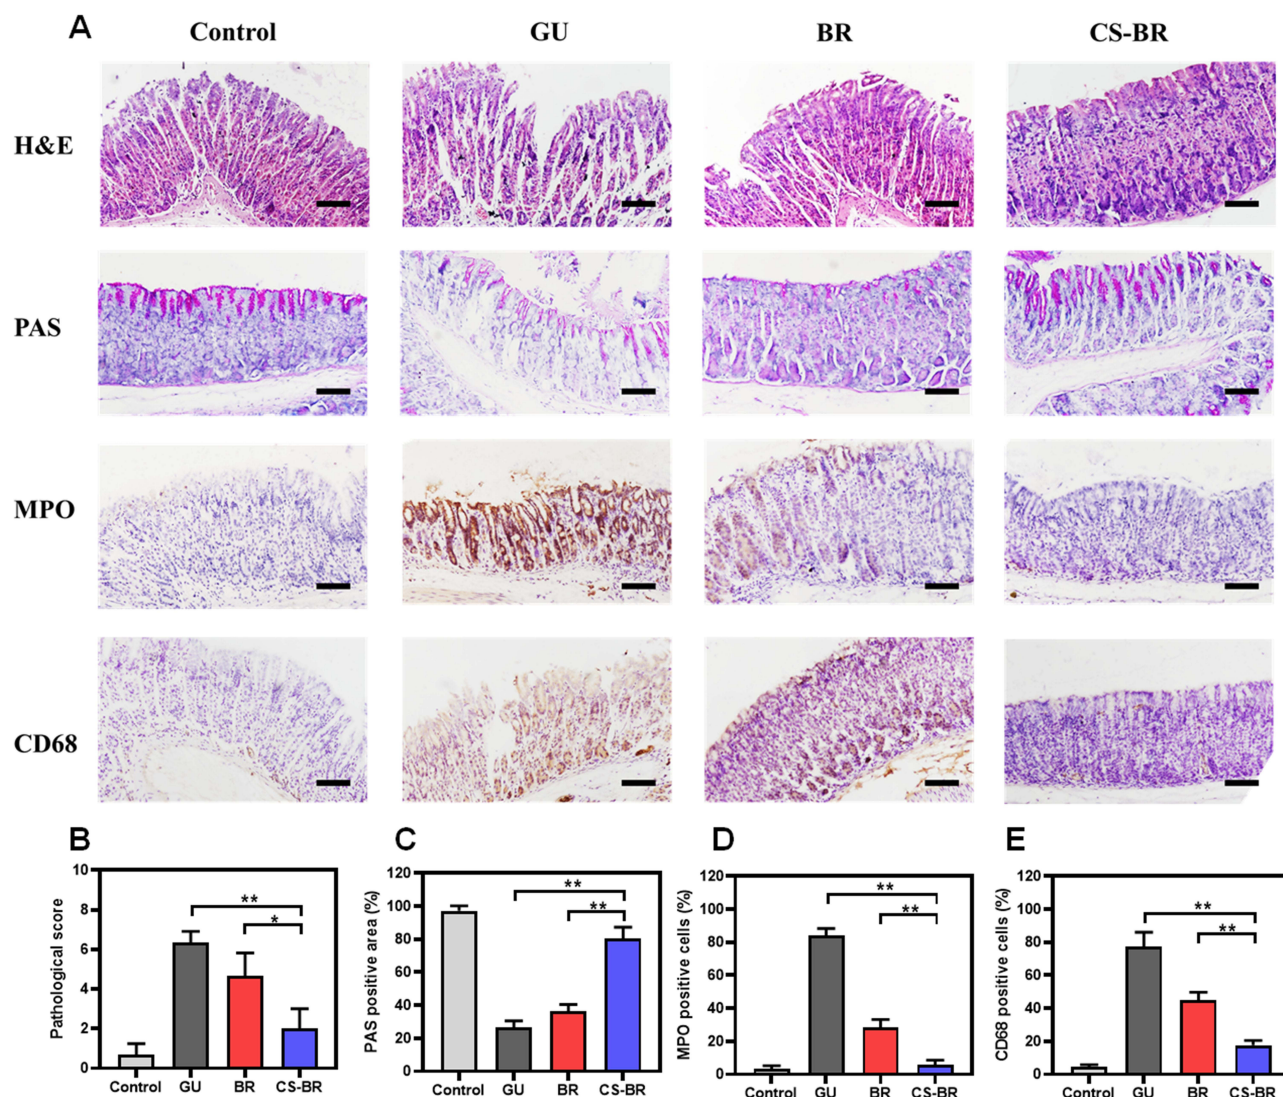 A
Control GU BR CS-BR
H&E
PAS
MPO
CD68
B
Pathological score
10
8
6
4
2
0
**
*
Control GU BR CS-BR
C
PAS positive area (%)
120
100
80
60
40
20
0
**
**
Control GU BR CS-BR
D
MPO positive cells (%)
120
100
80
60
40
20
0
**
**
Control GU BR CS-BR
E
CD68 positive cells (%)
120
100
80
60
40
20
0
**
**
Control GU BR CS-BR